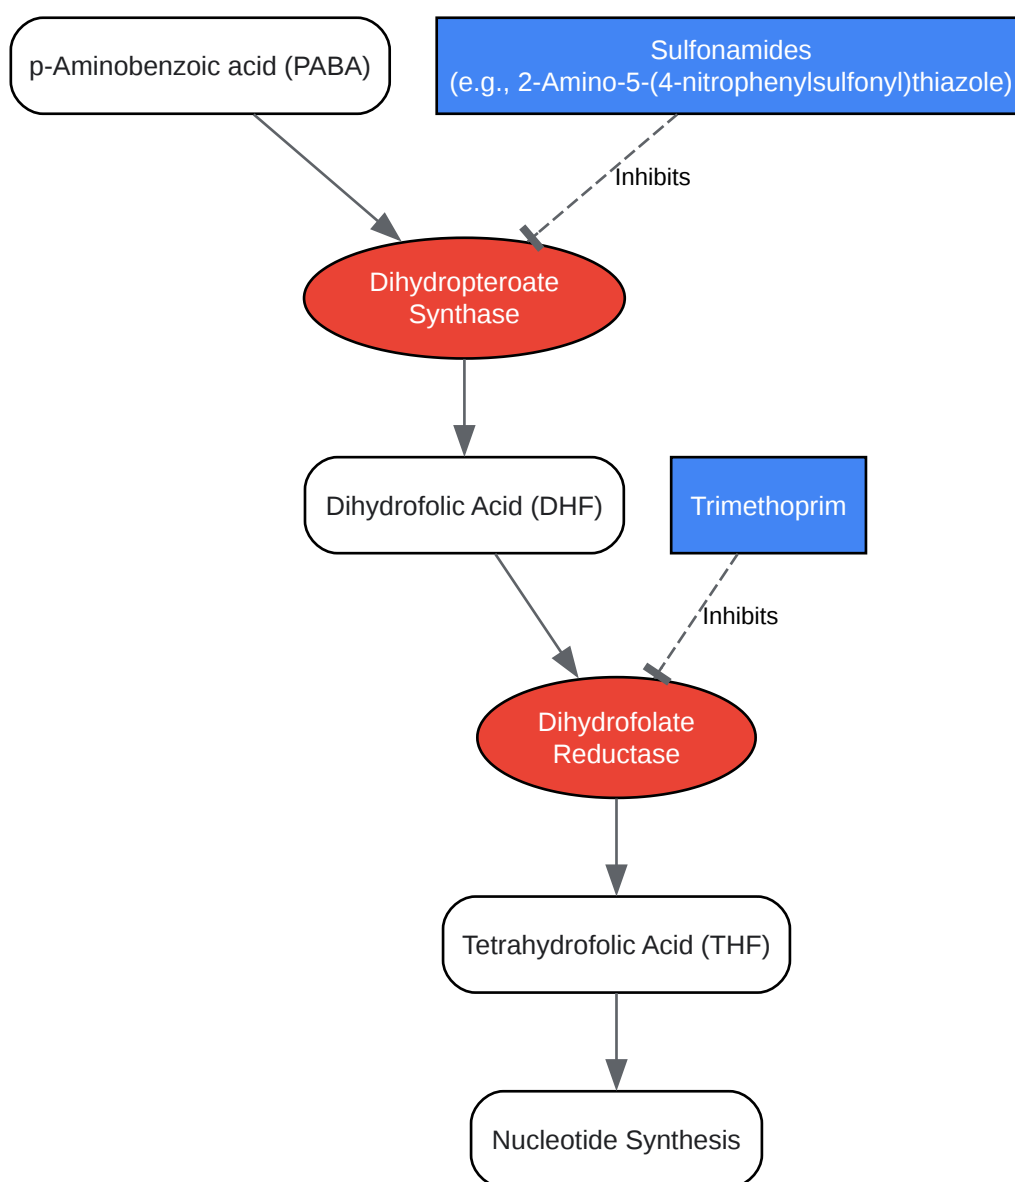 p-Aminobenzoic acid (PABA)
Sulfonamides
(e.g., 2-Amino-5-(4-nitrophenylsulfonyl)thiazole)
Inhibits
Dihydropteroate
Synthase
Dihydrofolic Acid (DHF)
Trimethoprim
Inhibits
Dihydrofolate
Reductase
Tetrahydrofolic Acid (THF)
Nucleotide Synthesis